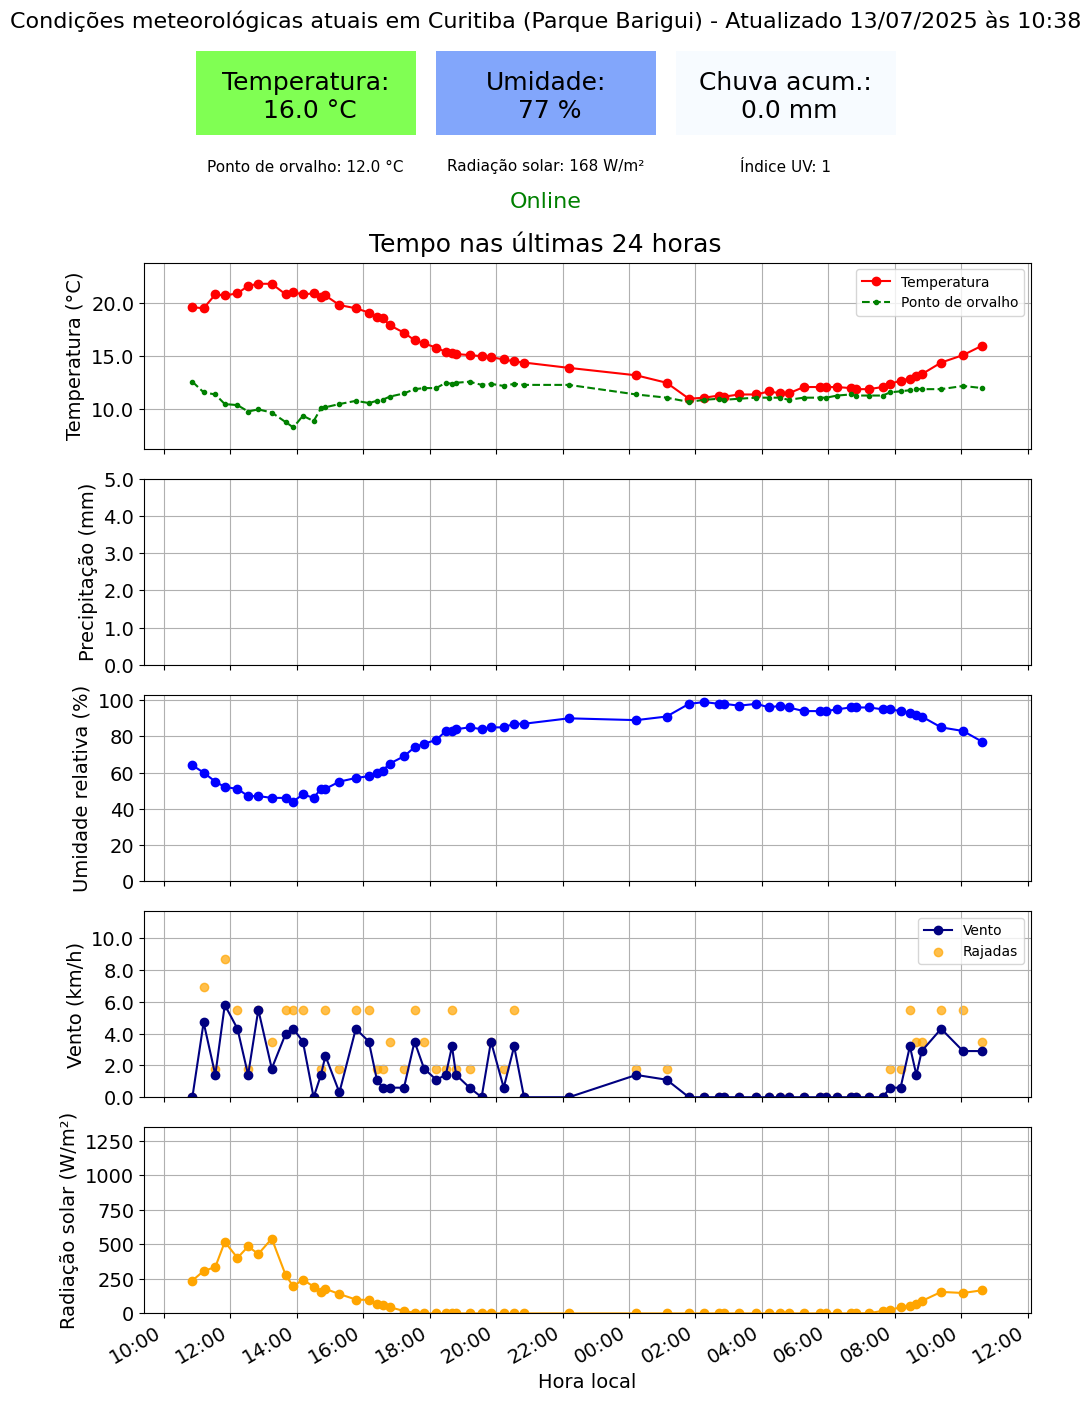 Condições meteorológicas atuais em Curitiba (Parque Barigui) - Atualizado 13/07/2025 às 10:38
Temperatura:
16.0 °C
Umidade:
77 %
Chuva acum.:
0.0 mm
Ponto de orvalho: 12.0 °C
Radiação solar: 168 W/m²
Índice UV: 1
Online
Tempo nas últimas 24 horas
Temperatura (°C)
20.0
15.0
10.0
Temperatura
Ponto de orvalho
Precipitação (mm)
5.0
4.0
3.0
2.0
1.0
0.0
Umidade relativa (%)
100
80
60
40
20
0
Vento (km/h)
10.0
8.0
6.0
4.0
2.0
0.0
Vento
Rajadas
Radiação solar (W/m²)
1250
1000
750
500
250
0
10:00
12:00
14:00
16:00
18:00
20:00
22:00
00:00
02:00
04:00
06:00
08:00
10:00
12:00
Hora local